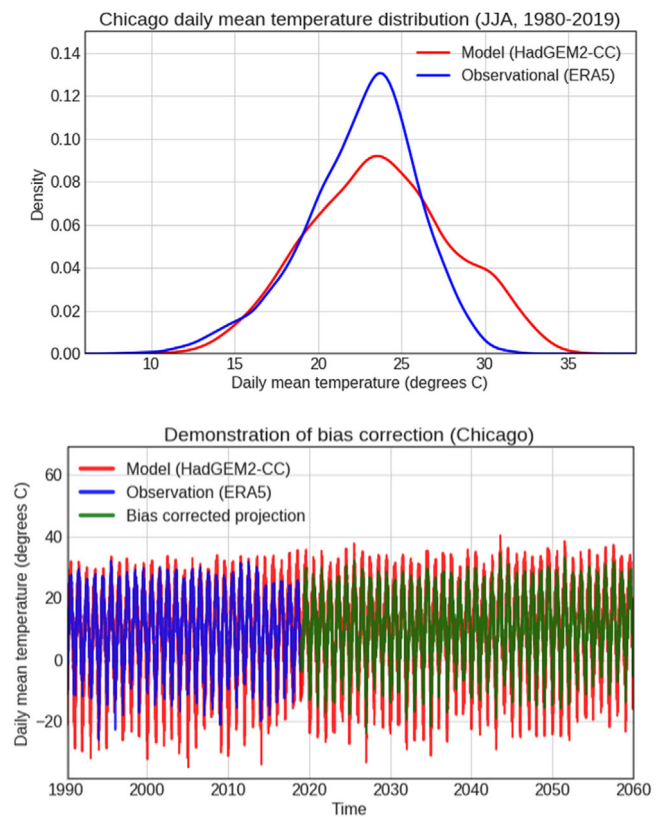 Chicago daily mean temperature distribution (JJA, 1980-2019)
Model (HadGEM2-CC)
Observational (ERA5)
Density
0.14
0.12
0.10
0.08
0.06
0.04
0.02
0.00
10 15 20 25 30 35
Daily mean temperature (degrees C)
Demonstration of bias correction (Chicago)
Model (HadGEM2-CC)
Observation (ERA5)
Bias corrected projection
Daily mean temperature (degrees C)
60
40
20
0
−20
1990 2000 2010 2020 2030 2040 2050 2060
Time